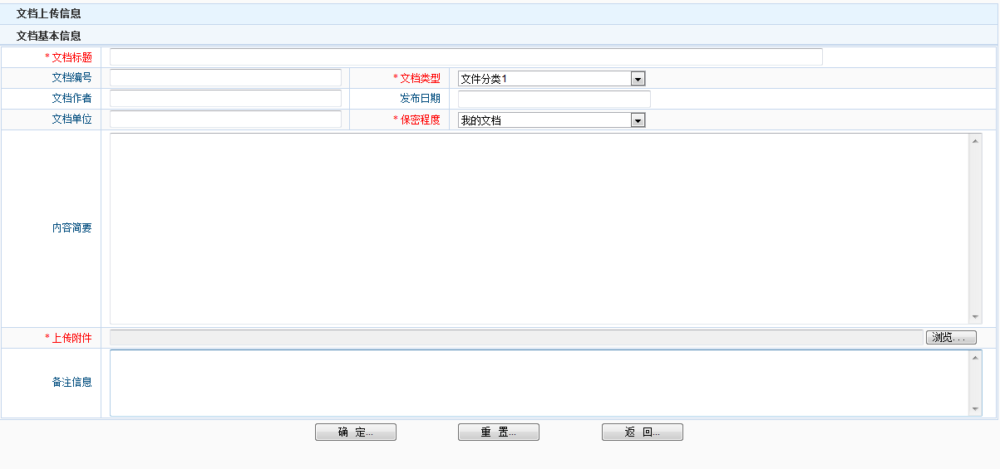 文档上传信息
文档基本信息
* 文档标题
文档编号
* 文档类型 文件分类1
文档作者
发布日期
文档单位
* 保密程度 我的文档
内容简要
* 上传附件 浏览...
备注信息
确 定... 重 置... 返 回...